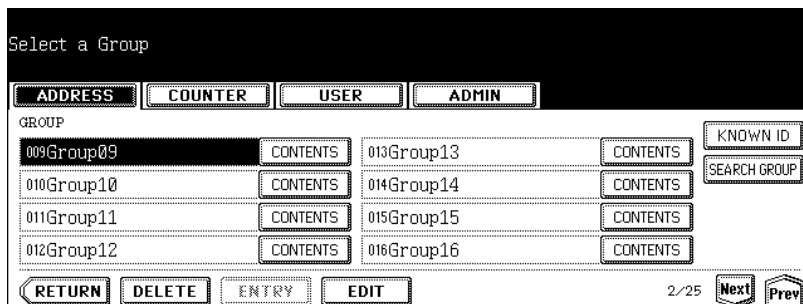 Select a Group
ADDRESS COUNTER USER ADMIN
GROUP
KNOWN ID
009Group09 CONTENTS 013Group13 CONTENTS
SEARCH GROUP
010Group10 CONTENTS 014Group14 CONTENTS
011Group11 CONTENTS 015Group15 CONTENTS
012Group12 CONTENTS 016Group16 CONTENTS
RETURN DELETE ENTRY EDIT 2/25 Next Prev